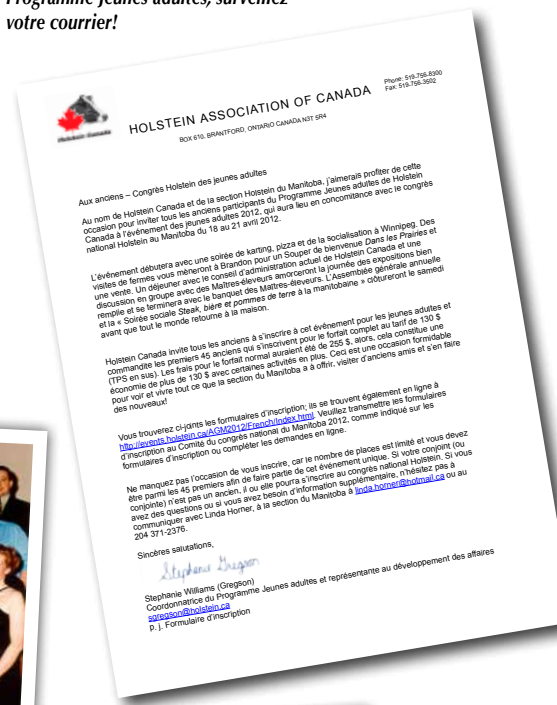 Programme Jeunes adultes, surveillez
votre courrier!
Holstein Canada
HOLSTEIN ASSOCIATION OF CANADA
Phone: 519-756-8300
Fax: 519-756-3502
BOX 610, BRANTFORD, ONTARIO CANADA N3T 5R4
Aux anciens – Congrès Holstein des jeunes adultes
Au nom de Holstein Canada et de la section Holstein du Manitoba, j'aimerais profiter de cette
occasion pour inviter tous les anciens participants du Programme Jeunes adultes de Holstein
Canada à l'événement des jeunes adultes 2012, qui aura lieu en concomitance avec le congrès
national Holstein au Manitoba du 18 au 21 avril 2012.
L'événement débutera avec une soirée de karting, pizza et de la socialisation à Winnipeg. Des
visites de fermes vous mèneront à Brandon pour un Souper de bienvenue Dans les Prairies et
une vente. Un déjeuner avec le conseil d'administration actuel de Holstein Canada et une
discussion en groupe avec des Maîtres-éleveurs amorceront la journée des expositions bien
remplie et se terminera avec le banquet des Maîtres-éleveurs. L'Assemblée générale annuelle
et la « Soirée sociale Steak, bière et pommes de terre à la manitobaine » clôtureront le samedi
avant que tout le monde retourne à la maison.
Holstein Canada invite tous les anciens à s'inscrire à cet événement pour les jeunes adultes et
commandite les premiers 45 anciens qui s'inscrivent pour le forfait complet au tarif de 130 $
(TPS en sus). Les frais pour le forfait normal auraient été de 255 $, alors, cela constitue une
économie de plus de 130 $ avec certaines activités en plus. Ceci est une occasion formidable
pour voir et vivre tout ce que la section du Manitoba a à offrir, visiter d'anciens amis et s'en faire
des nouveaux!
Vous trouverez ci-joints les formulaires d'inscription; ils se trouvent également en ligne à
http://events.holstein.ca/AGM2012/French/Index.html. Veuillez transmettre les formulaires
d'inscription au Comité du congrès national du Manitoba 2012, comme indiqué sur les
formulaires d'inscription ou compléter les demandes en ligne.
Ne manquez pas l'occasion de vous inscrire, car le nombre de places est limité et vous devez
être parmi les 45 premiers afin de faire partie de cet événement unique. Si votre conjoint (ou
conjointe) n'est pas un ancien, il ou elle pourra s'inscrire au congrès national Holstein. Si vous
avez des questions ou si vous avez besoin d'information supplémentaire, n'hésitez pas à
communiquer avec Linda Horner, à la section du Manitoba à linda.horner@hotmail.ca ou au
204 371-2376.
Sincères salutations,
Stephanie Gregson
Stephanie Williams (Gregson)
Coordonnatrice du Programme Jeunes adultes et représentante au développement des affaires
sgregson@holstein.ca
p. j. Formulaire d'inscription